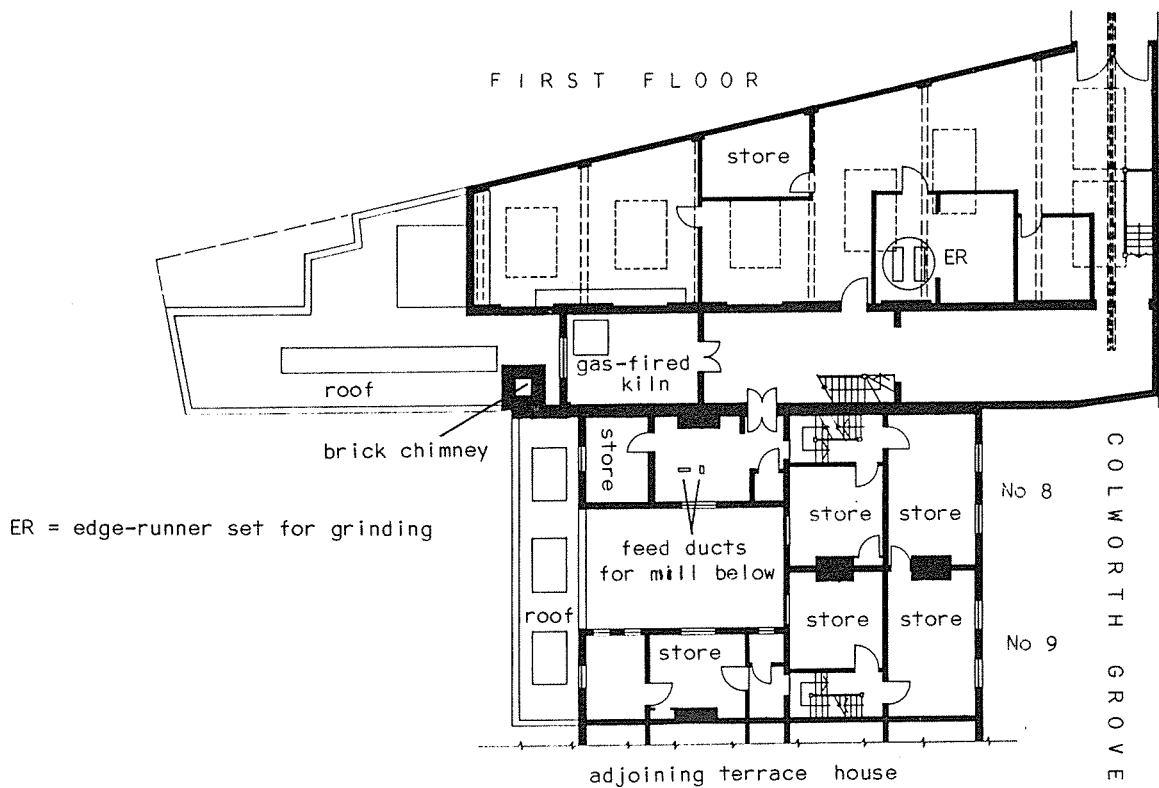 FIRST FLOOR
store
ER
gas-fired
kiln
roof
brick chimney
store
No 8
store
store
ER = edge-runner set for grinding
feed ducts
for mill below
roof
store
store
No 9
store
COLWORTH GROVE
adjoining terrace house